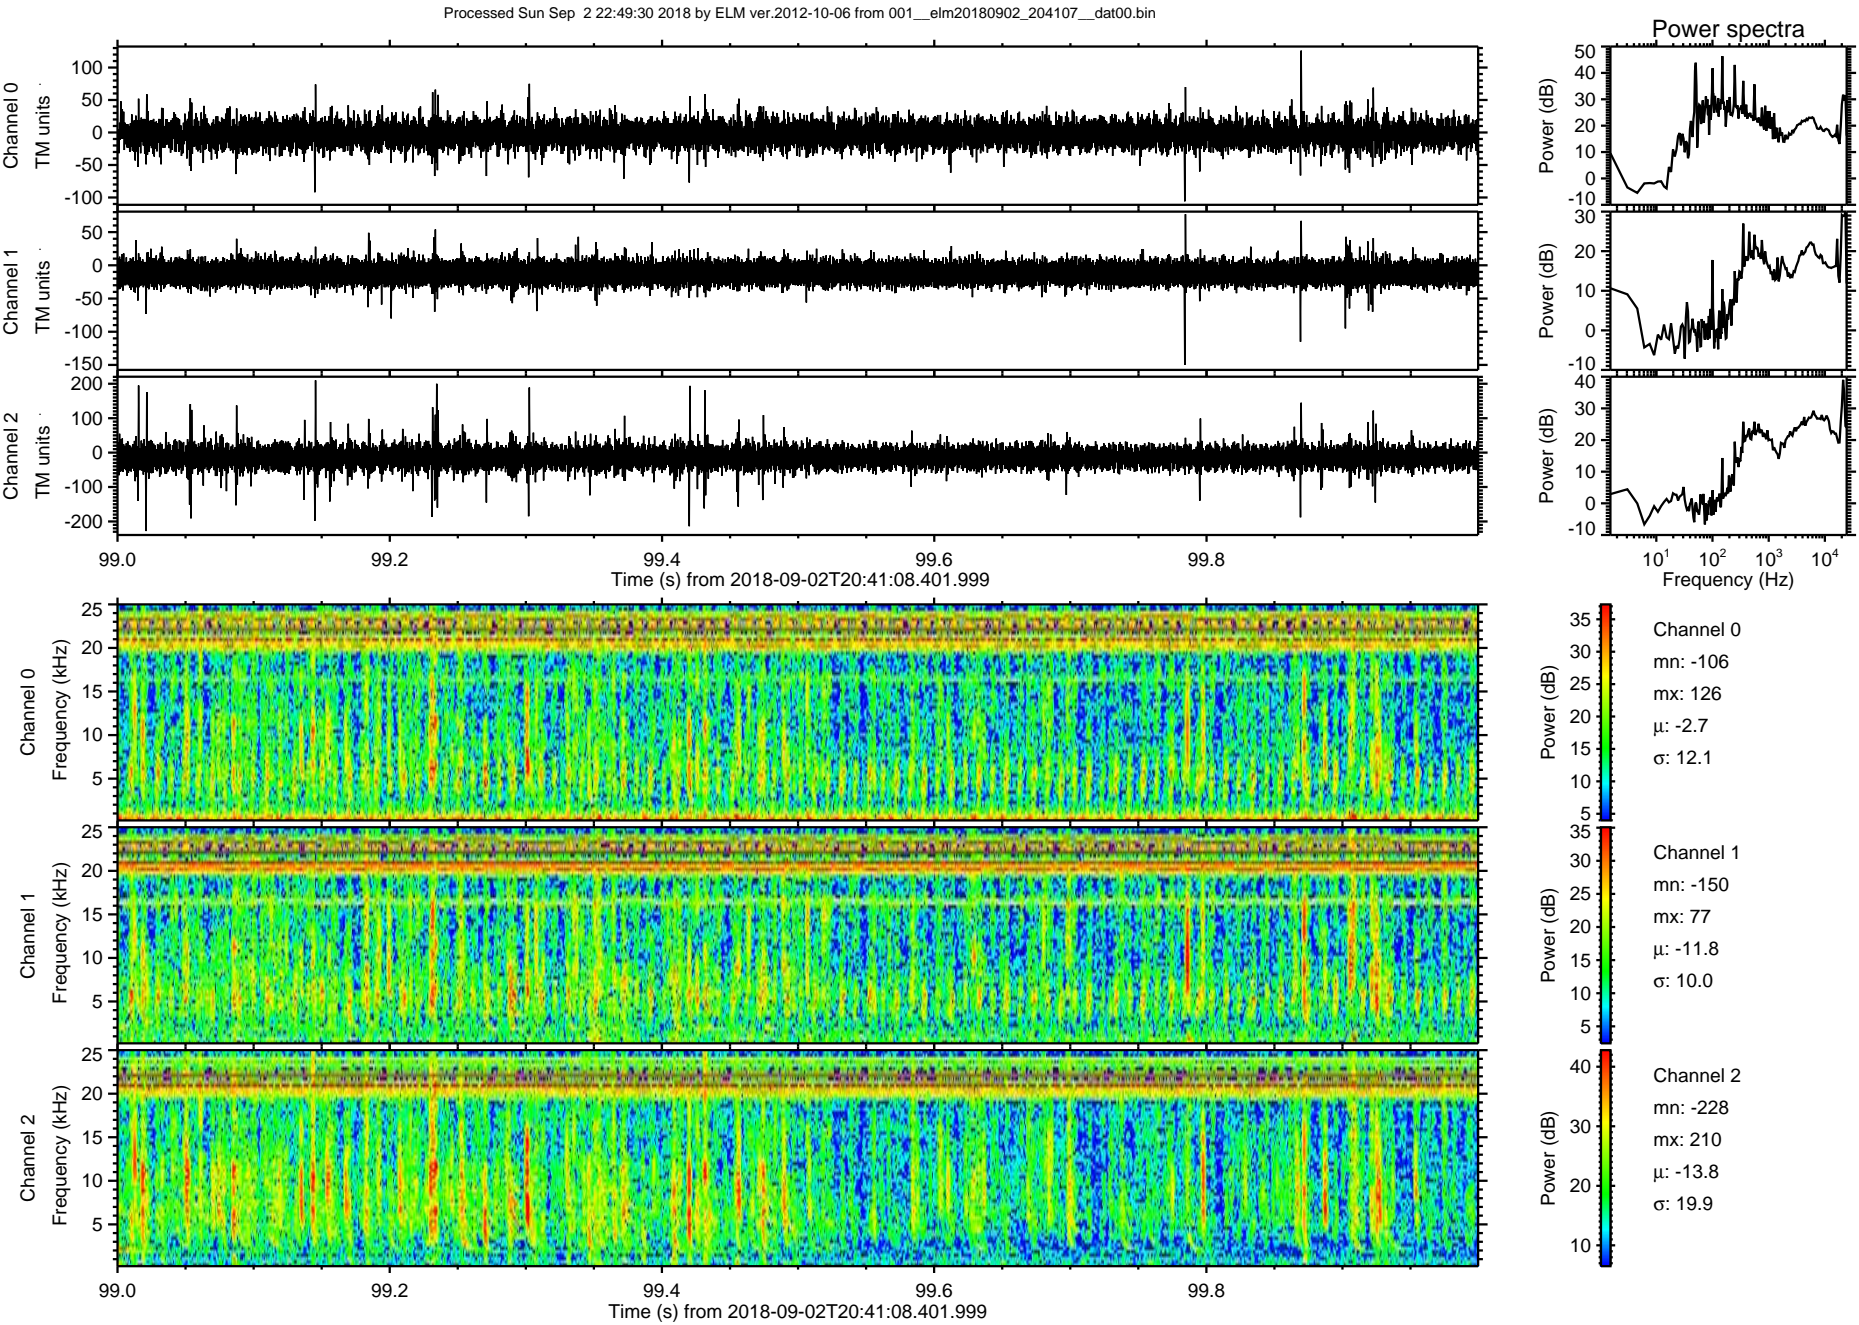 Processed Sun Sep  2 22:49:30 2018 by ELM ver.2012-10-06 from 001__elm20180902_204107__dat00.bin
Power spectra
Channel 0
TM units
100
50
0
-50
-100
Power (dB)
50
40
30
20
10
0
-10
Channel 1
TM units
50
0
-50
-100
-150
Power (dB)
30
20
10
0
-10
Channel 2
TM units
200
100
0
-100
-200
Power (dB)
40
30
20
10
0
-10
99.0 99.2 99.4 99.6 99.8
Time (s) from 2018-09-02T20:41:08.401.999
10^1 10^2 10^3 10^4
Frequency (Hz)
Channel 0
Frequency (kHz)
25
20
15
10
5
Power (dB)
35
30
25
20
15
10
5
Channel 0
mn: -106
mx: 126
μ: -2.7
σ: 12.1
Channel 1
Frequency (kHz)
25
20
15
10
5
Power (dB)
35
30
25
20
15
10
5
Channel 1
mn: -150
mx: 77
μ: -11.8
σ: 10.0
Channel 2
Frequency (kHz)
25
20
15
10
5
Power (dB)
40
30
20
10
Channel 2
mn: -228
mx: 210
μ: -13.8
σ: 19.9
99.0 99.2 99.4 99.6 99.8
Time (s) from 2018-09-02T20:41:08.401.999